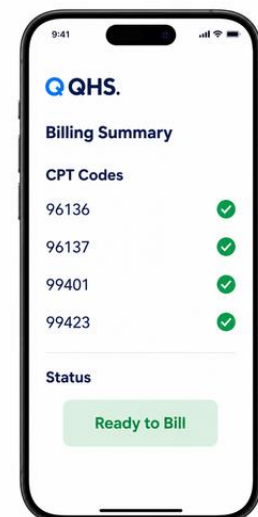 9:41
QHS.
Billing Summary
CPT Codes
96136
96137
99401
99423
Status
Ready to Bill